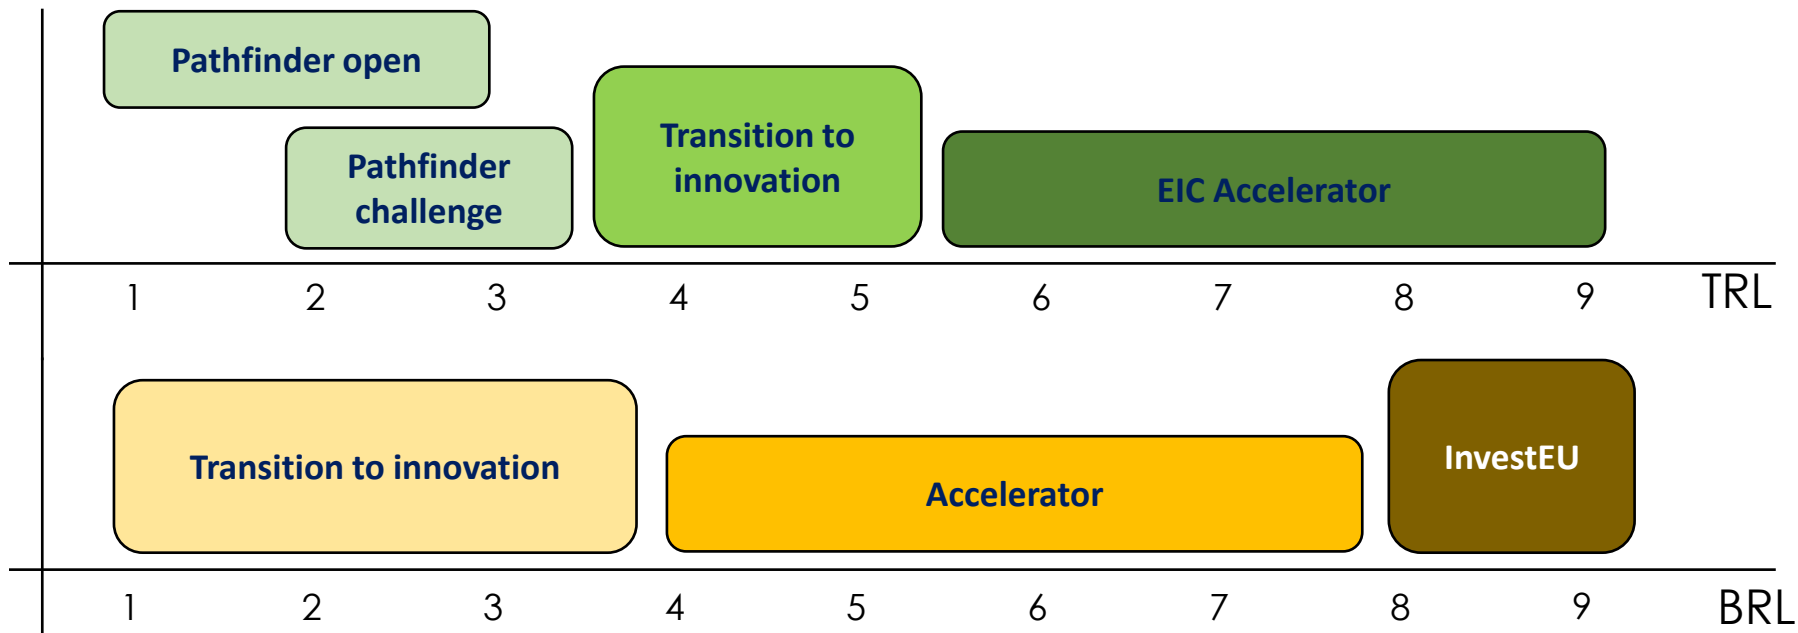 Pathfinder open
Pathfinder
challenge
Transition to
innovation
EIC Accelerator
1 2 3 4 5 6 7 8 9 TRL
Transition to innovation
Accelerator
InvestEU
1 2 3 4 5 6 7 8 9 BRL